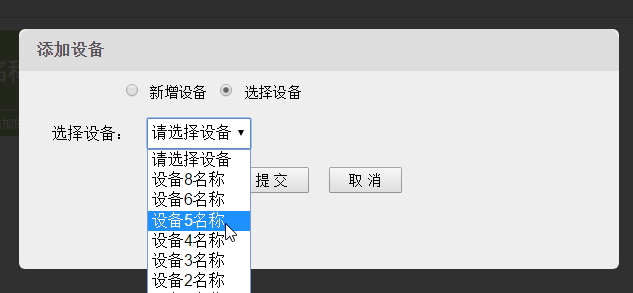 添加设备
新增设备 选择设备
选择设备： 请选择设备
请选择设备
设备8名称
提 交 取 消
设备6名称
设备5名称
设备4名称
设备3名称
设备2名称